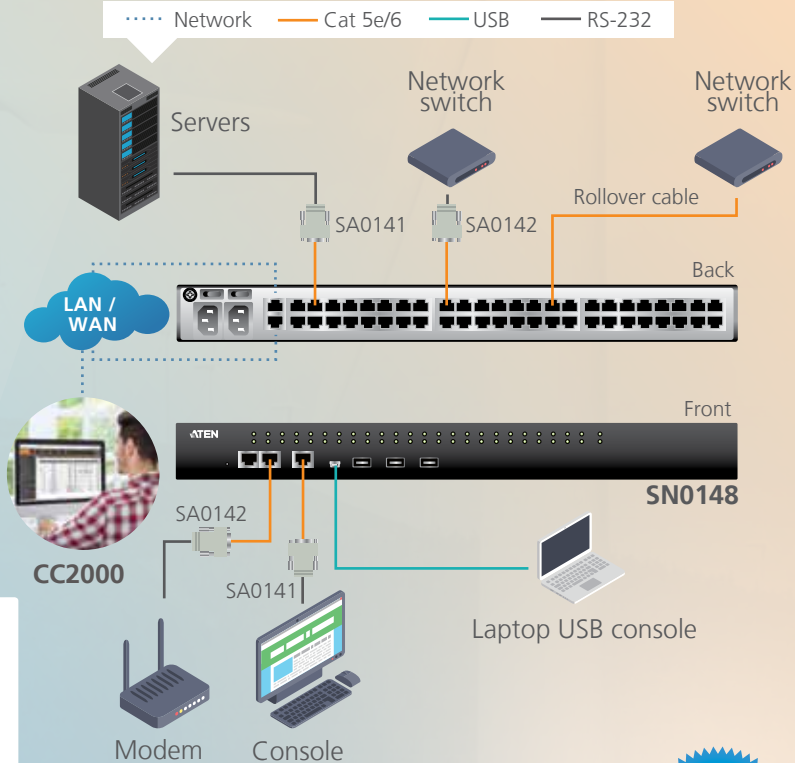 Network Cat 5e/6 USB RS-232
Network
switch
Network
switch
Servers
Rollover cable
SA0141
SA0142
Back
LAN /
WAN
Front
ATEN
SN0148
SA0142
CC2000
SA0141
Laptop USB console
Modem
Console